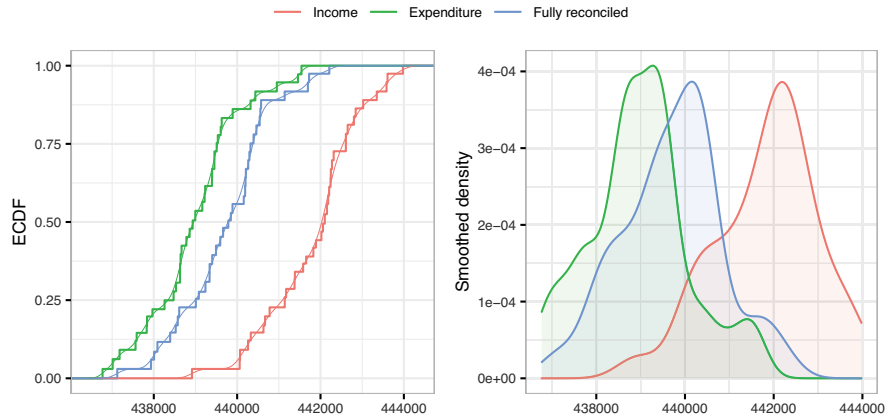 Income Expenditure Fully reconciled
ECDF
1.00
0.75
0.50
0.25
0.00
438000 440000 442000 444000
Smoothed density
4e−04
3e−04
2e−04
1e−04
0e+00
438000 440000 442000 444000